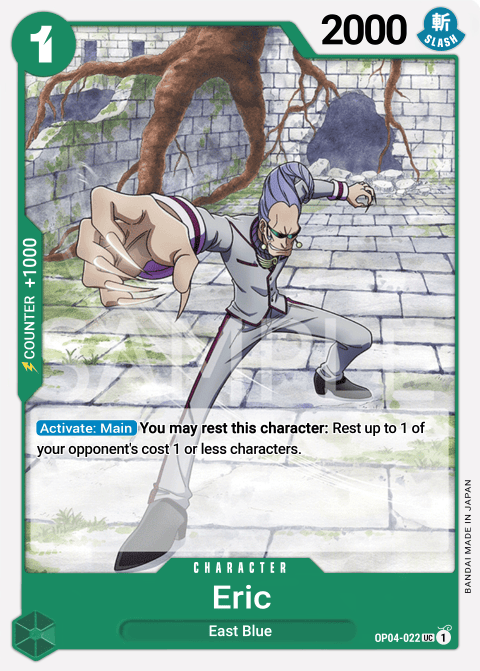 1
2000
斬
SLASH
COUNTER +1000
SAMPLE
Activate: Main You may rest this character: Rest up to 1 of
your opponent's cost 1 or less characters.
BANDAI MADE IN JAPAN
CHARACTER
Eric
East Blue
OP04-022 UC 1